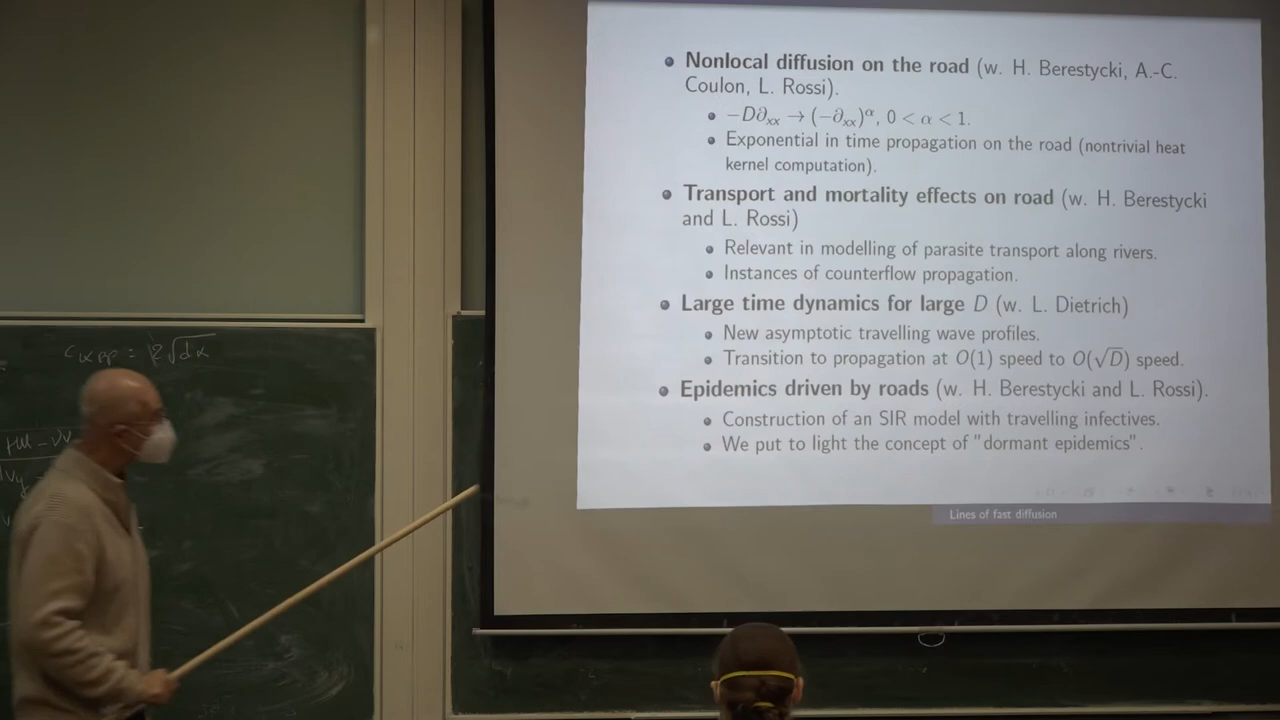 • Nonlocal diffusion on the road (w. H. Berestycki, A.-C.
Coulon, L. Rossi).
• −D∂ₓₓ → (−∂ₓₓ)^α, 0 < α < 1.
• Exponential in time propagation on the road (nontrivial heat
kernel computation).
• Transport and mortality effects on road (w. H. Berestycki
and L. Rossi)
• Relevant in modelling of parasite transport along rivers.
• Instances of counterflow propagation.
• Large time dynamics for large D (w. L. Dietrich)
• New asymptotic travelling wave profiles.
• Transition to propagation at O(1) speed to O(√D) speed.
• Epidemics driven by roads (w. H. Berestycki and L. Rossi).
• Construction of an SIR model with travelling infectives.
• We put to light the concept of "dormant epidemics".
Lines of fast diffusion